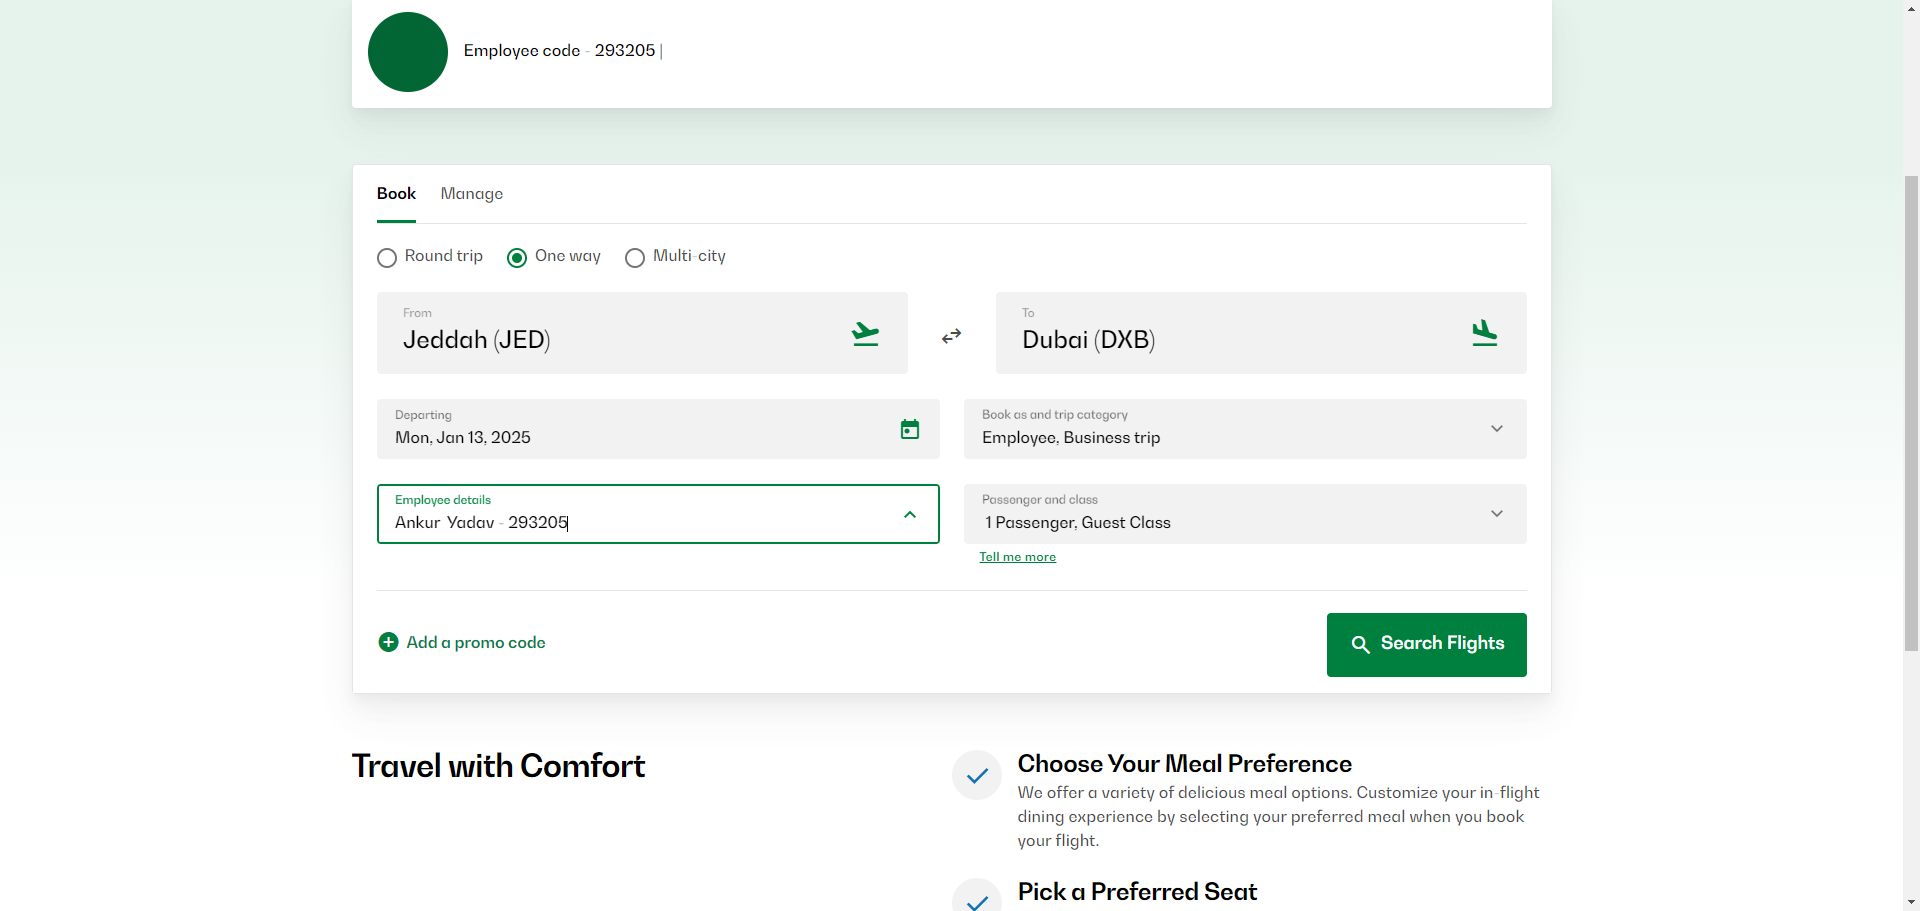 Employee code - 293205 |
Book Manage
Round trip One way Multi-city
From
Jeddah (JED)
To
Dubai (DXB)
Departing
Mon, Jan 13, 2025
Book as and trip category
Employee, Business trip
Employee details
Ankur Yadav - 293205
Passenger and class
1 Passenger, Guest Class
Tell me more
Add a promo code
Search Flights
Travel with Comfort
Choose Your Meal Preference
We offer a variety of delicious meal options. Customize your in-flight
dining experience by selecting your preferred meal when you book
your flight.
Pick a Preferred Seat